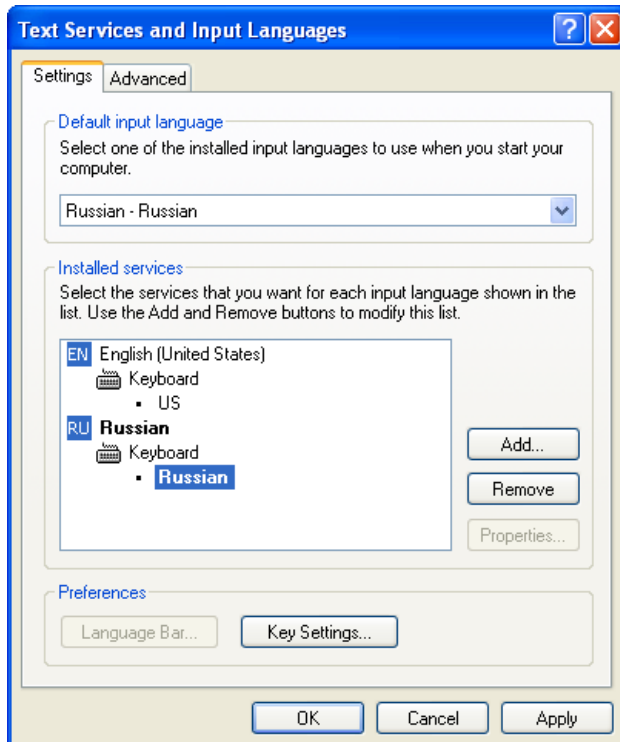 Text Services and Input Languages
Settings
Advanced
Default input language
Select one of the installed input languages to use when you start your
computer.
Russian - Russian
Installed services
Select the services that you want for each input language shown in the
list. Use the Add and Remove buttons to modify this list.
EN English (United States)
Keyboard
US
RU Russian
Keyboard
Russian
Add...
Remove
Properties...
Preferences
Language Bar...
Key Settings...
OK
Cancel
Apply